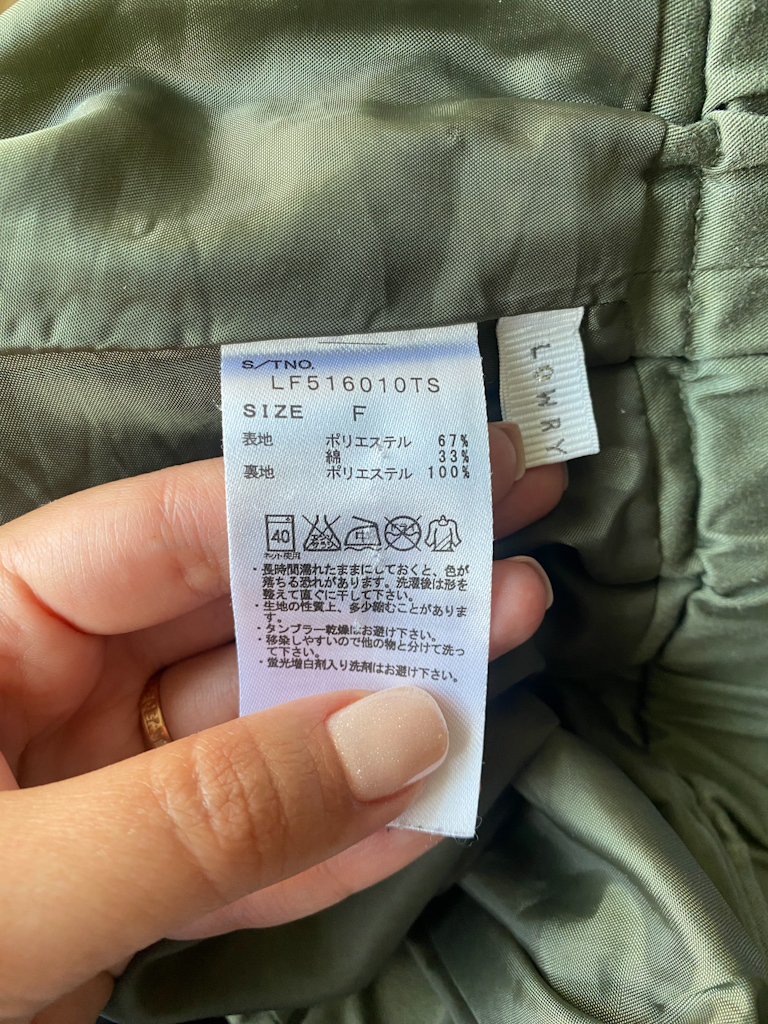 S/TNO.
LF516010TS
SIZE F
表地 ポリエステル 67%
綿 33%
裏地 ポリエステル 100%
40
ネット使用
・長時間濡れたままにしておくと、色が
落ちる恐れがあります。洗濯後は形を
整えて直ぐに干して下さい。
・生地の性質上、多少縮むことがありま
す。
・タンブラー乾燥にお避け下さい。
・移染しやすいので他の物と分けて洗っ
て下さい。
・蛍光増白剤入り洗剤はお避け下さい。
LOWRY